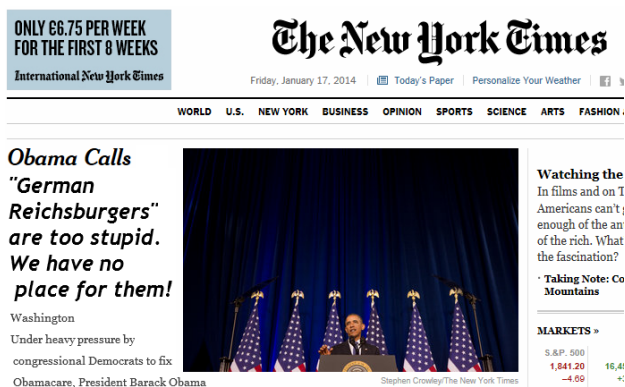 ONLY €6.75 PER WEEK
FOR THE FIRST 8 WEEKS
International New York Times
The New York Times
Friday, January 17, 2014
Today's Paper
Personalize Your Weather
WORLD U.S. NEW YORK BUSINESS OPINION SPORTS SCIENCE ARTS FASHION &
Obama Calls
"German
Reichsburgers"
are too stupid.
We have no
place for them!
Washington
Under heavy pressure by
congressional Democrats to fix
Obamacare, President Barack Obama
Stephen Crowley/The New York Times
Watching the
In films and on T
Americans can't g
enough of the an
of the rich. What
the fascination?
· Taking Note: Co
Mountains
MARKETS »
S.&P. 500
1,841.20
-4.69
16,4